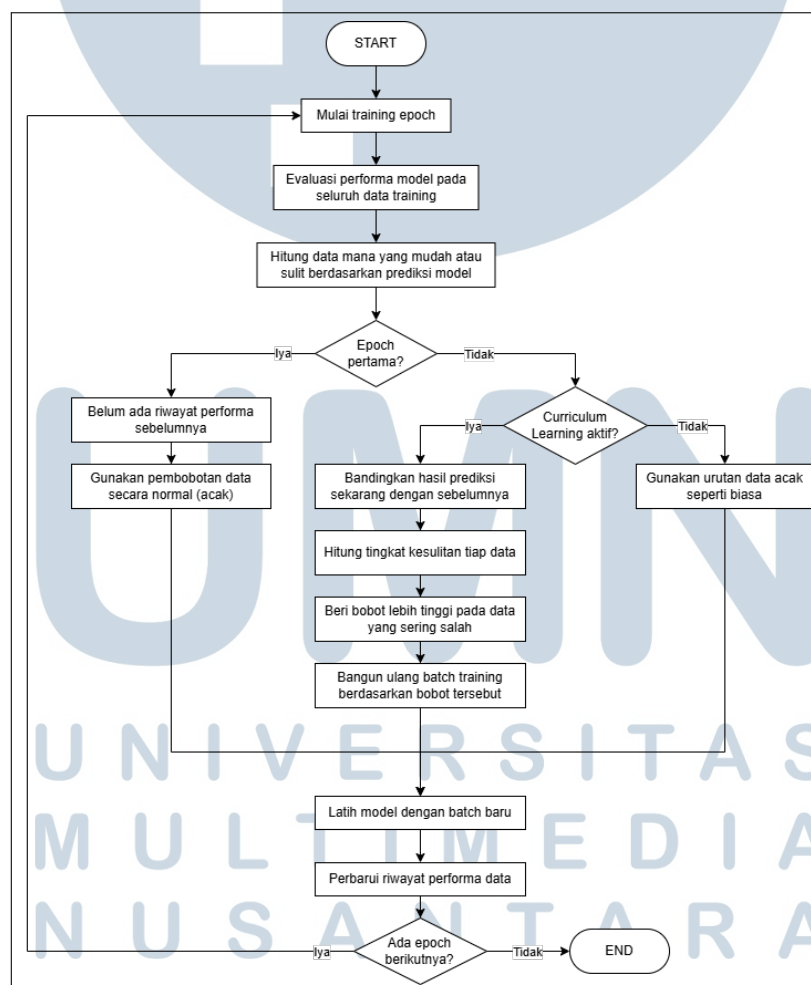 START
Mulai training epoch
Evaluasi performa model pada
seluruh data training
Hitung data mana yang mudah atau
sulit berdasarkan prediksi model
Epoch
pertama?
Iya
Tidak
Belum ada riwayat performa
sebelumnya
Gunakan pembobotan data
secara normal (acak)
Curriculum
Learning aktif?
Iya
Tidak
Bandingkan hasil prediksi
sekarang dengan sebelumnya
Gunakan urutan data acak
seperti biasa
Hitung tingkat kesulitan tiap data
Beri bobot lebih tinggi pada data
yang sering salah
Bangun ulang batch training
berdasarkan bobot tersebut
Latih model dengan batch baru
Perbarui riwayat performa data
Ada epoch
berikutnya?
Iya
Tidak
END
UMN
UNIVERSITAS
MULTIMEDIA
NUSANTARA